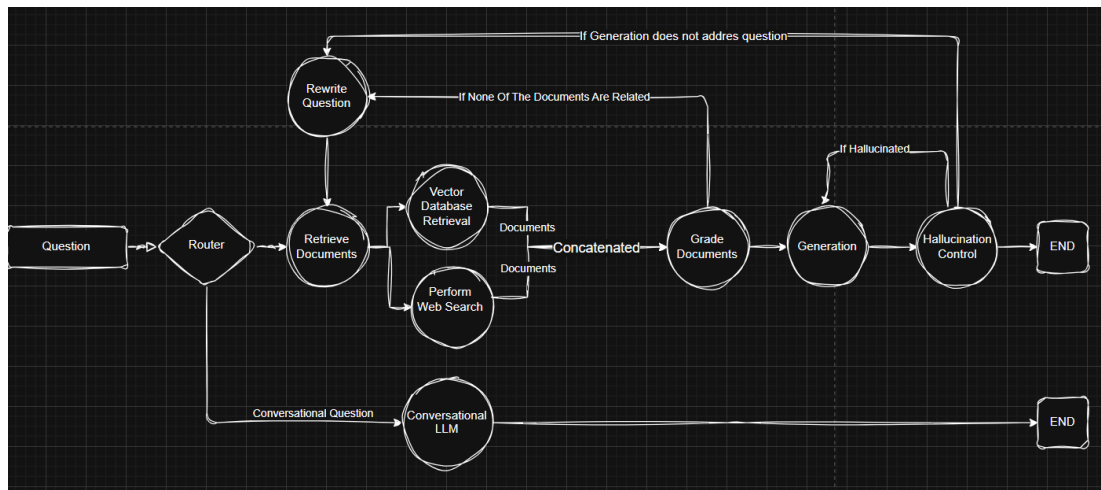 If Generation does not addres question
Rewrite
Question
If None Of The Documents Are Related
If Hallucinated
Vector
Database
Retrieval
Documents
Question
Router
Retrieve
Documents
Concatenated
Grade
Documents
Generation
Hallucination
Control
END
Documents
Perform
Web Search
Conversational Question
Conversational
LLM
END